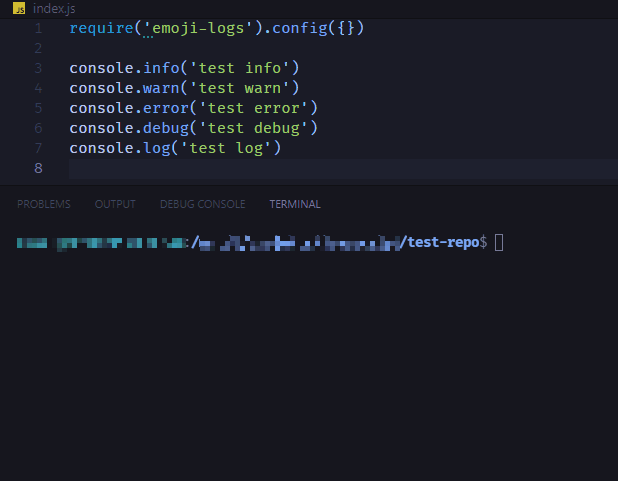 JS index.js
1 require('emoji-logs').config({})
2
3 console.info('test info')
4 console.warn('test warn')
5 console.error('test error')
6 console.debug('test debug')
7 console.log('test log')
8
PROBLEMS OUTPUT DEBUG CONSOLE TERMINAL
:/ /test-repo$